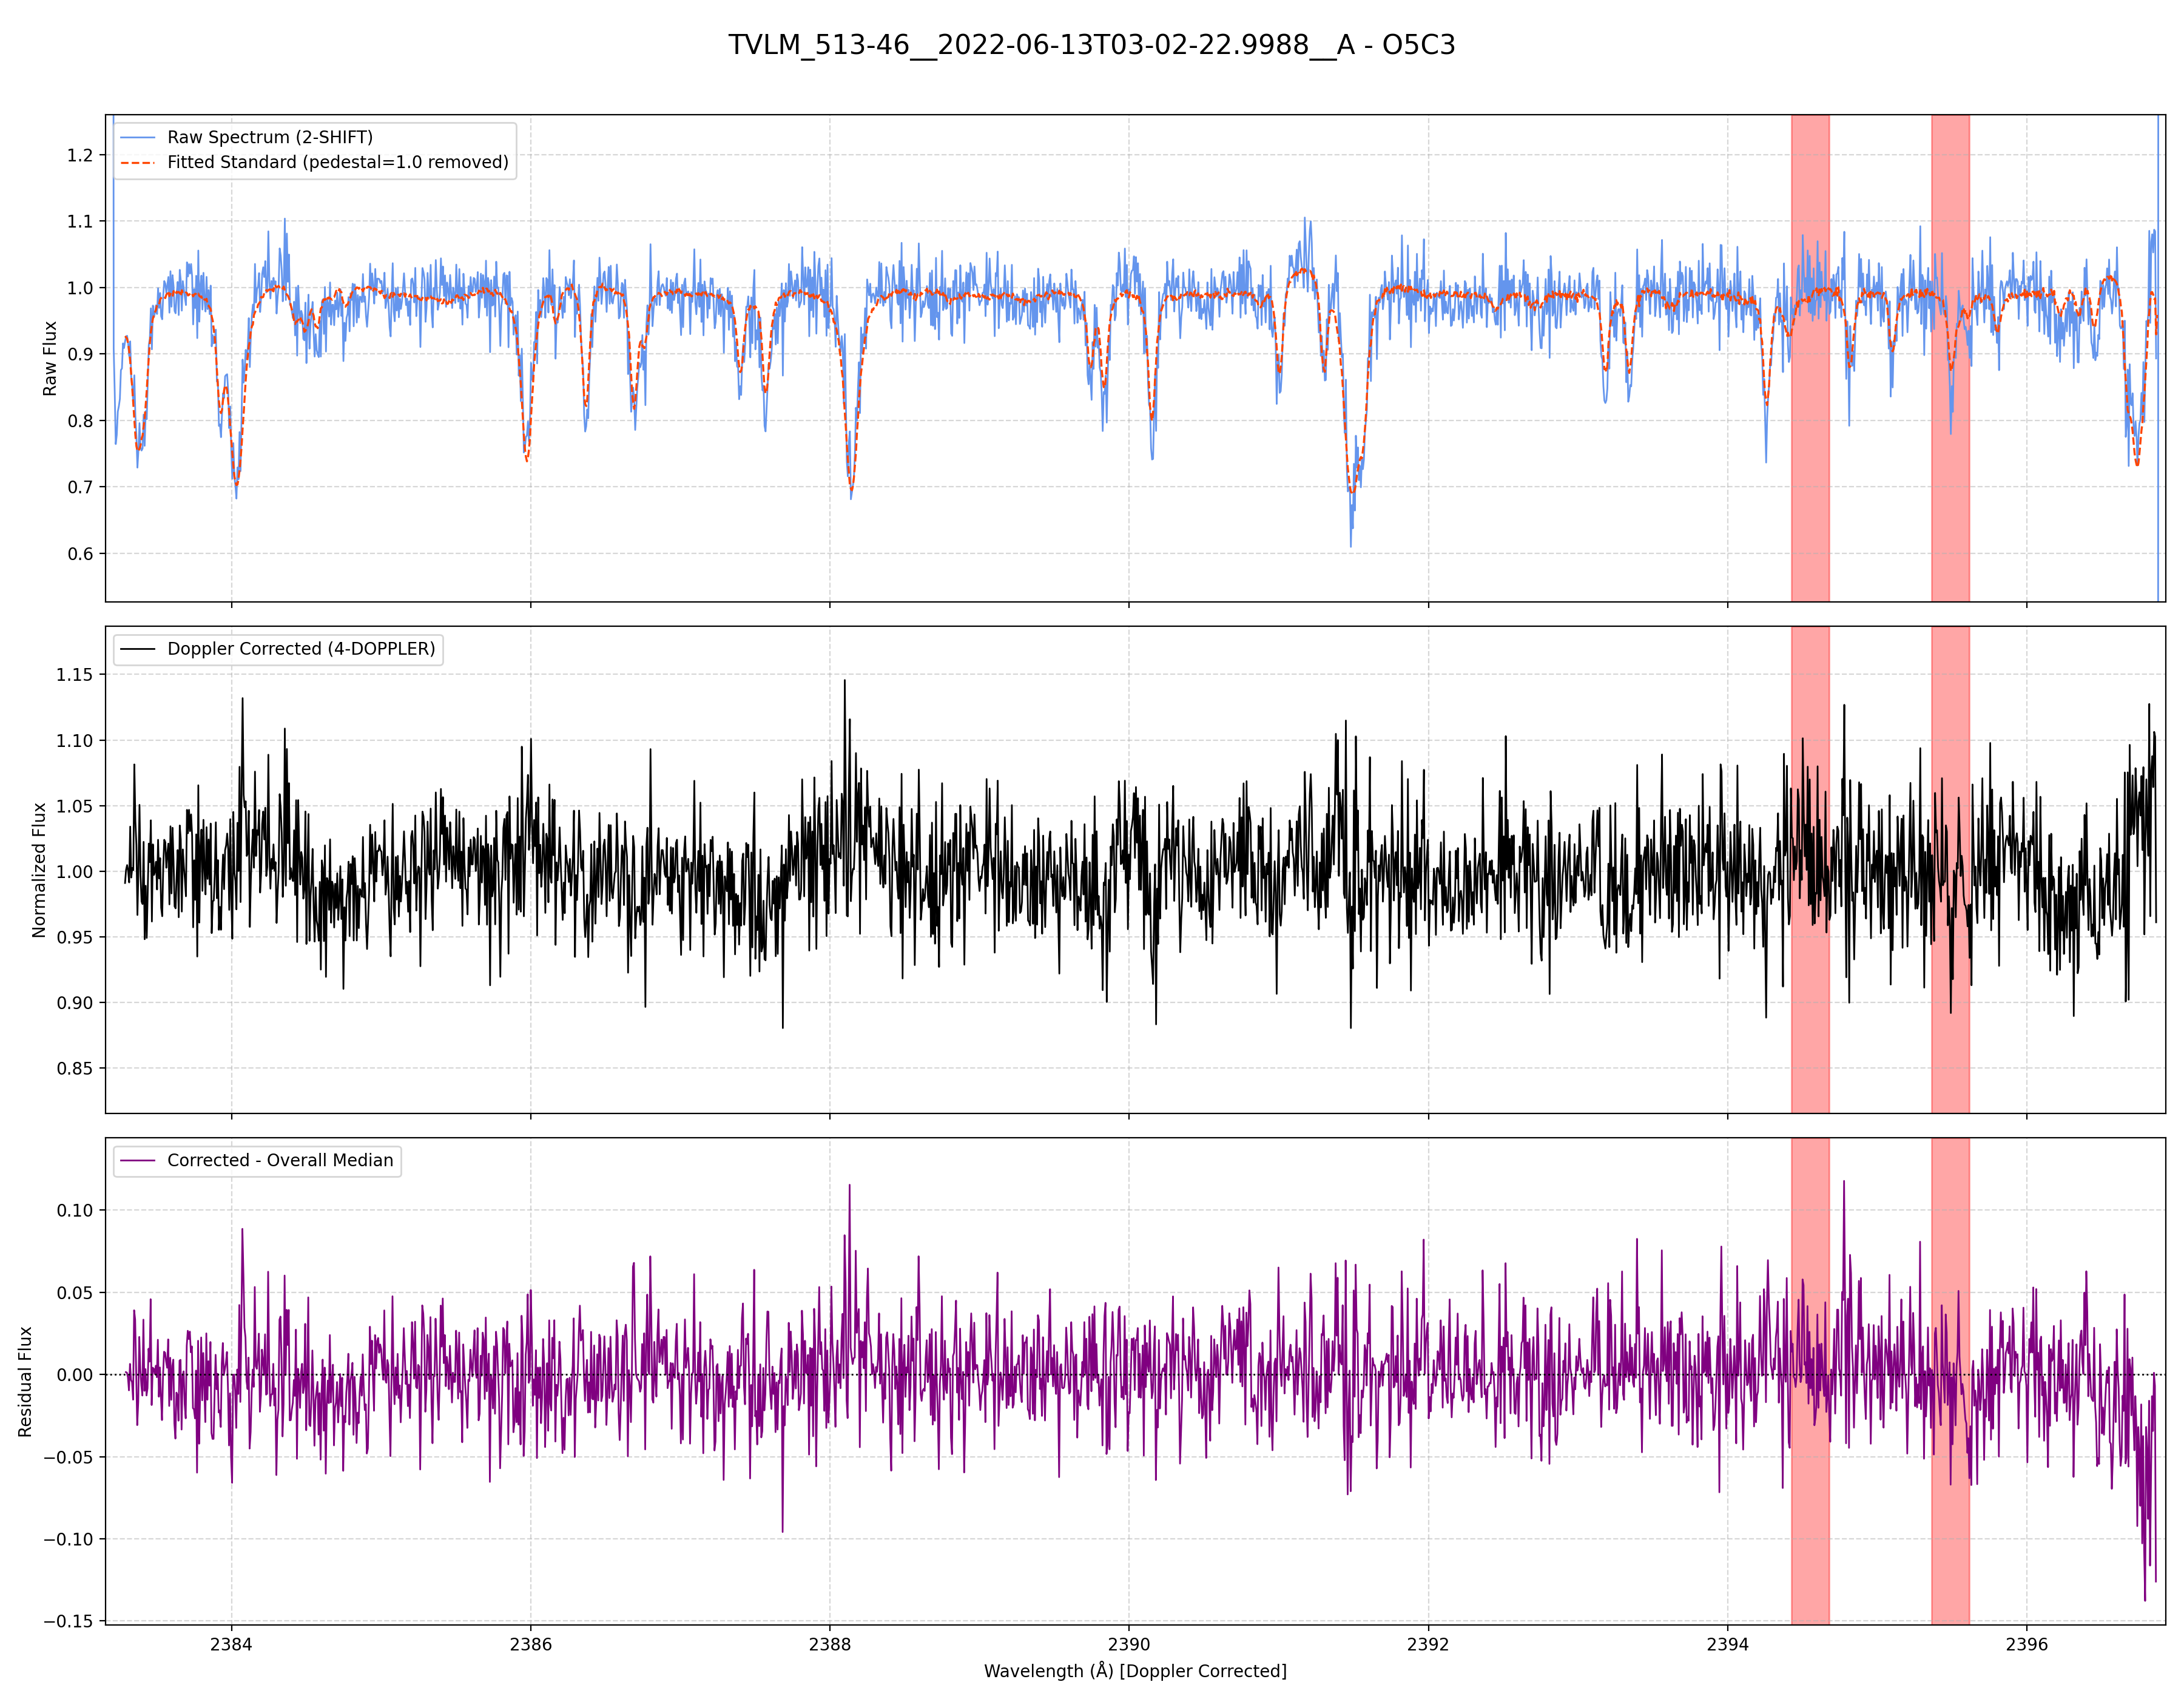 TVLM_513-46__2022-06-13T03-02-22.9988__A - O5C3
Raw Spectrum (2-SHIFT)
Fitted Standard (pedestal=1.0 removed)
Raw Flux
1.2
1.1
1.0
0.9
0.8
0.7
0.6
Doppler Corrected (4-DOPPLER)
Normalized Flux
1.15
1.10
1.05
1.00
0.95
0.90
0.85
Corrected - Overall Median
Residual Flux
0.10
0.05
0.00
−0.05
−0.10
−0.15
2384 2386 2388 2390 2392 2394 2396
Wavelength (Å) [Doppler Corrected]